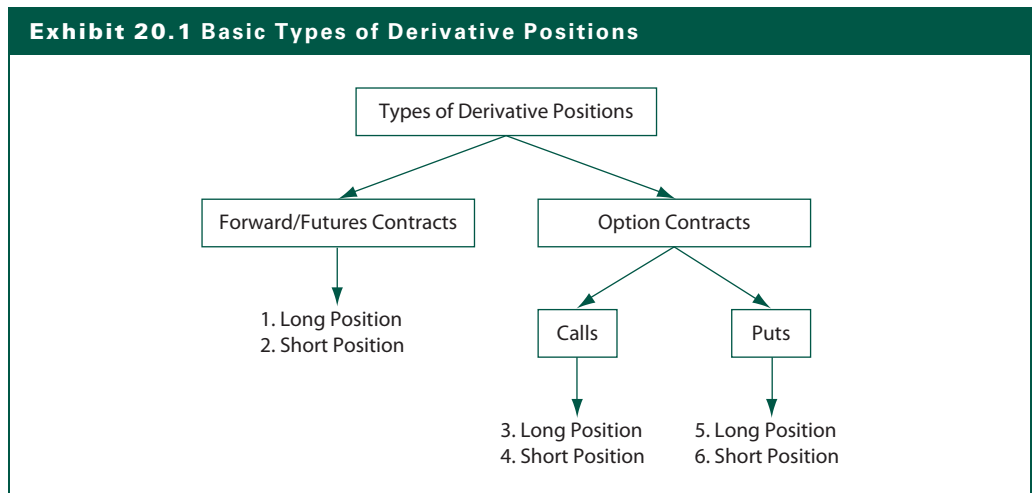 Exhibit 20.1 Basic Types of Derivative Positions
Types of Derivative Positions
Forward/Futures Contracts
Option Contracts
1. Long Position
2. Short Position
Calls
Puts
3. Long Position
4. Short Position
5. Long Position
6. Short Position